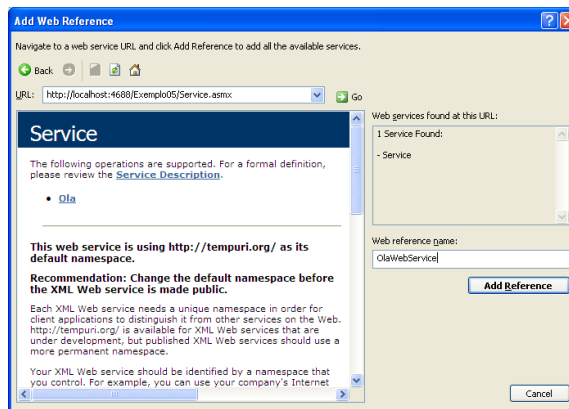 Add Web Reference
Navigate to a web service URL and click Add Reference to add all the available services.
Back
URL: http://localhost:4688/Exemplo05/Service.asmx
Go
Service
The following operations are supported. For a formal definition,
please review the Service Description.
• Ola
This web service is using http://tempuri.org/ as its
default namespace.
Recommendation: Change the default namespace before
the XML Web service is made public.
Each XML Web service needs a unique namespace in order for
client applications to distinguish it from other services on the Web.
http://tempuri.org/ is available for XML Web services that are
under development, but published XML Web services should use a
more permanent namespace.
Your XML Web service should be identified by a namespace that
you control. For example, you can use your company's Internet
Web services found at this URL:
1 Service Found:
- Service
Web reference name:
OlaWebService
Add Reference
Cancel